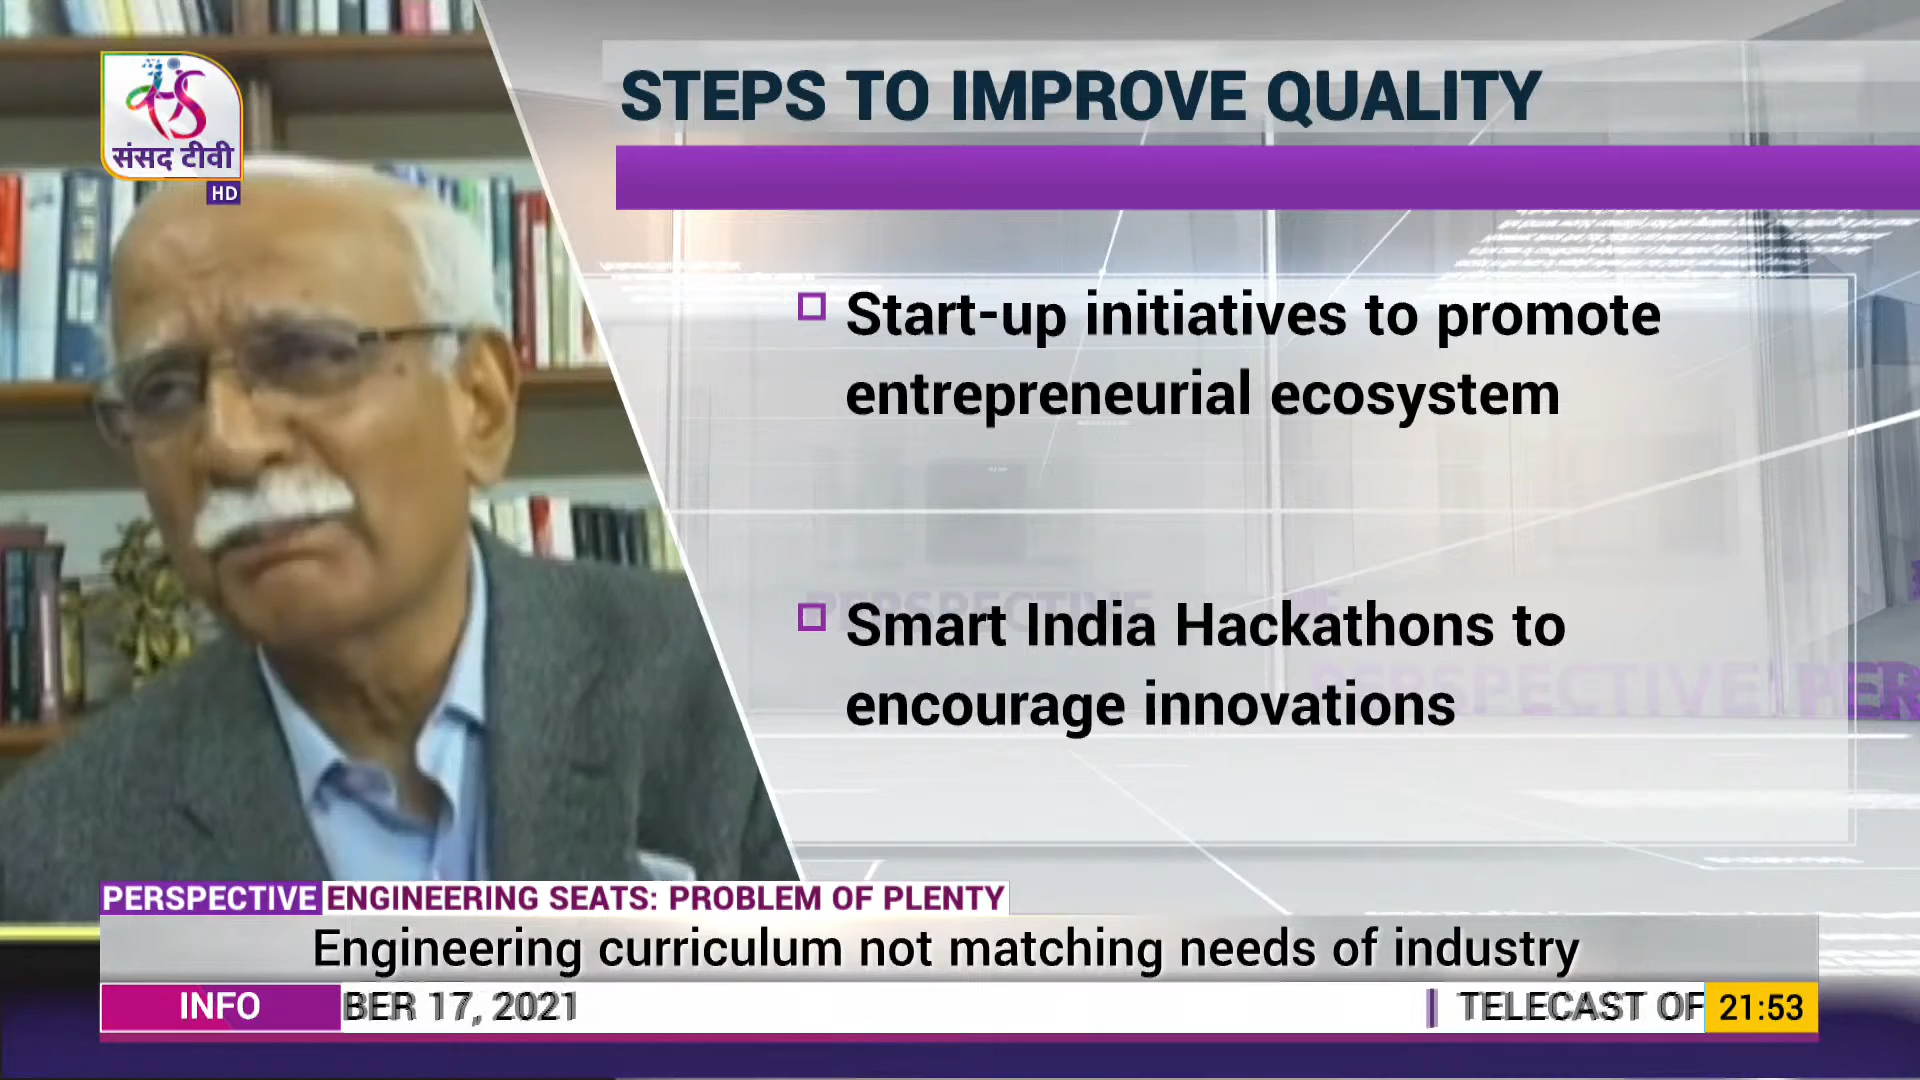 संसद टीवी
HD
STEPS TO IMPROVE QUALITY
Start-up initiatives to promote
entrepreneurial ecosystem
Smart India Hackathons to
encourage innovations
PERSPECTIVE
PERSPECTIVE
PERSPECTIVE ENGINEERING SEATS: PROBLEM OF PLENTY
Engineering curriculum not matching needs of industry
INFO BER 17, 2021 TELECAST OF 21:53